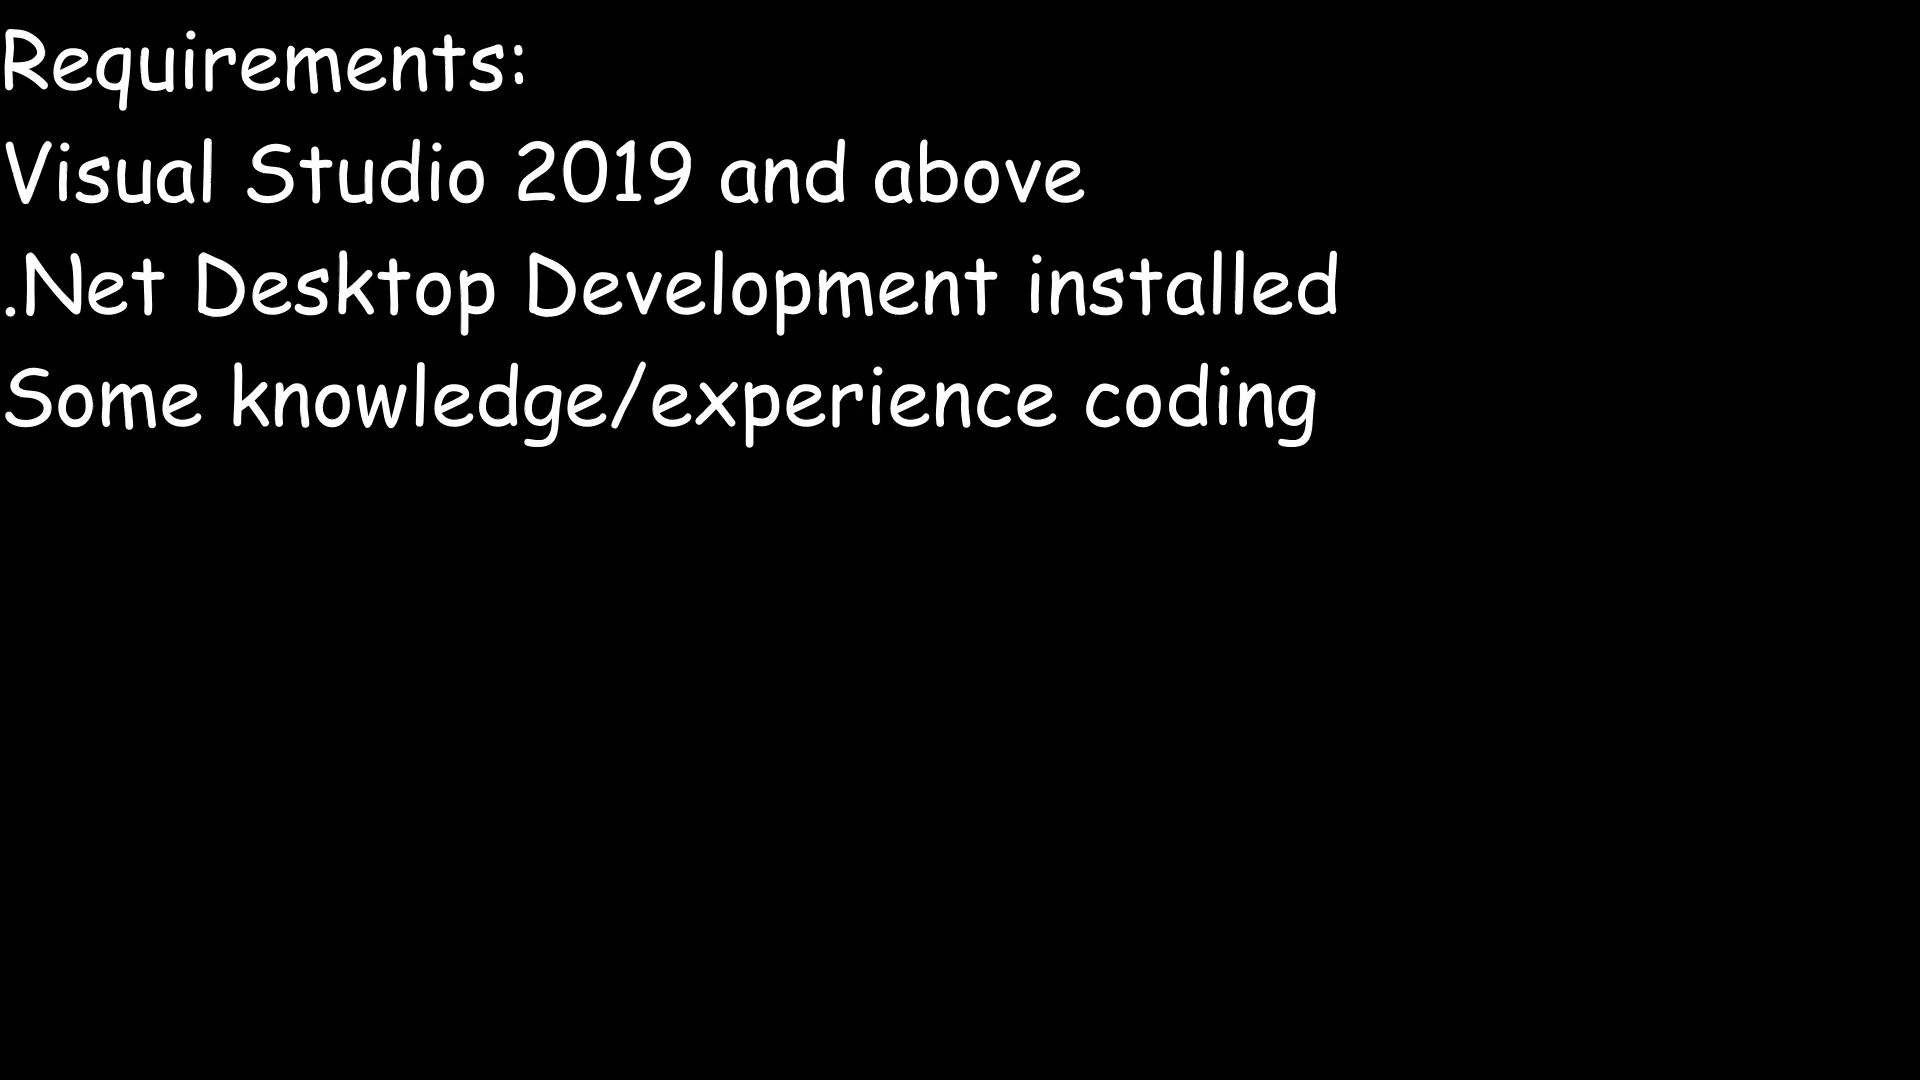 Requirements:
Visual Studio 2019 and above
.Net Desktop Development installed
Some knowledge/experience coding